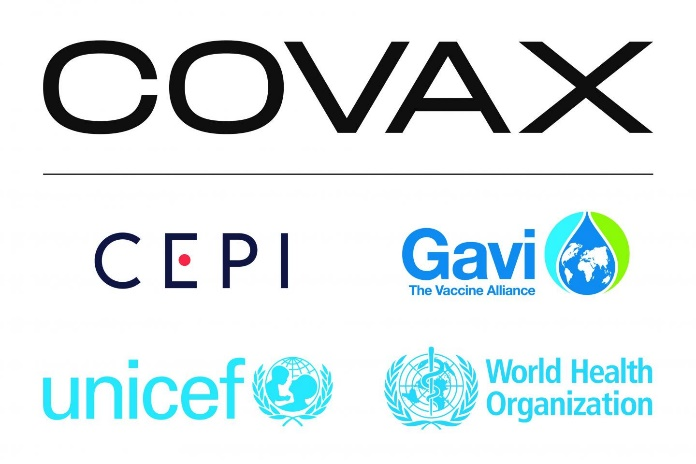 COVAX
CEPI
Gavi
The Vaccine Alliance
unicef
World Health
Organization